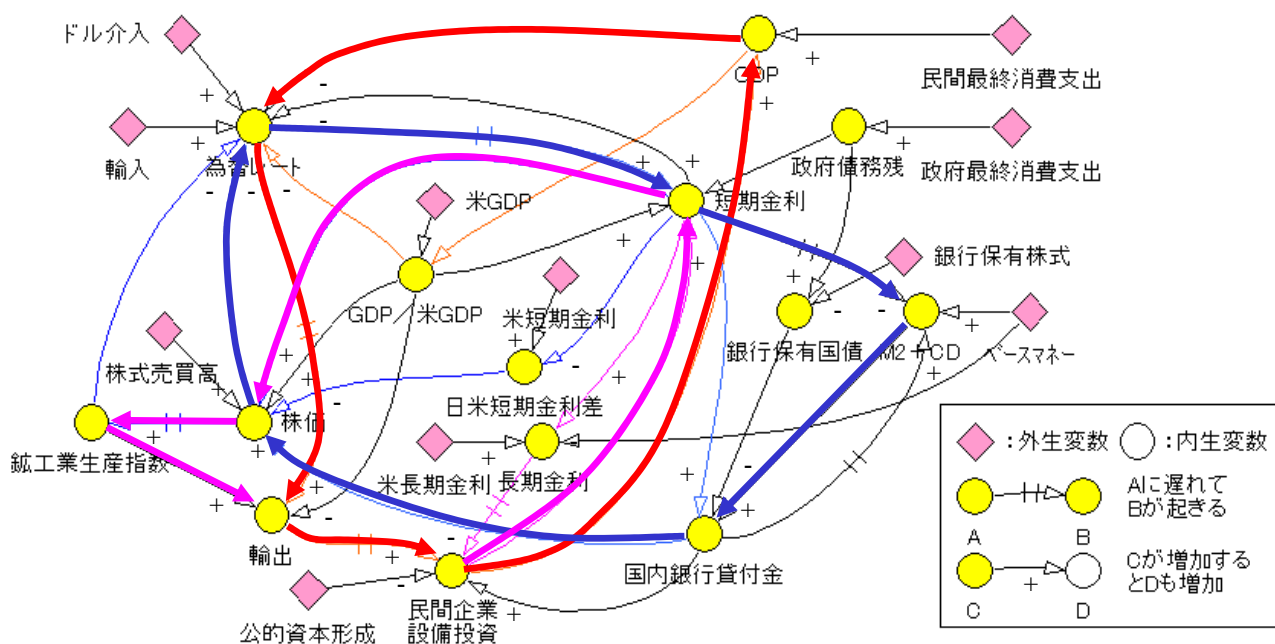 ドル介入
GDP
民間最終消費支出
輸入
為替レート
政府債務残
政府最終消費支出
米GDP
短期金利
銀行保有株式
GDP/米GDP
米短期金利
銀行保有国債
M2+CD
ベースマネー
株式売買高
株価
日米短期金利差
鉱工業生産指数
米長期金利
長期金利
輸出
国内銀行貸付金
公的資本形成
民間企業
設備投資
:外生変数
:内生変数
Aに遅れて
Bが起きる
A
B
Cが増加する
とDも増加
+
C
D